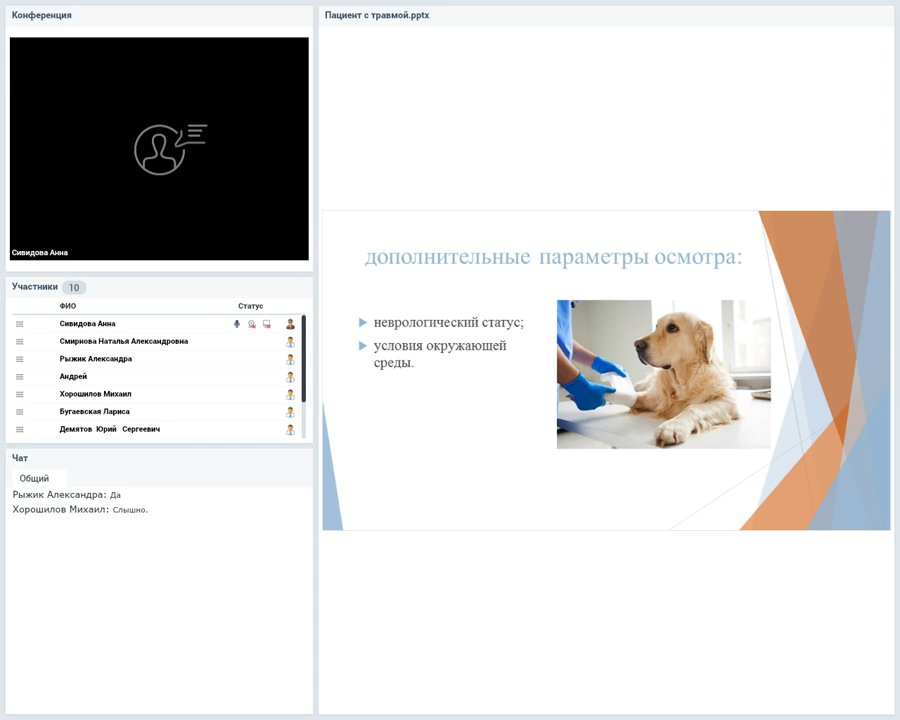 Конференция
Сивидова Анна
Участники 10
ФИО Статус
Сивидова Анна
Смирнова Наталья Александровна
Рыжик Александра
Андрей
Хорошилов Михаил
Бугаевская Лариса
Демятов Юрий Сергеевич
Чат
Общий
Рыжик Александра: Да
Хорошилов Михаил: Слышно.
Пациент с травмой.pptx
дополнительные параметры осмотра:
неврологический статус;
условия окружающей
среды.